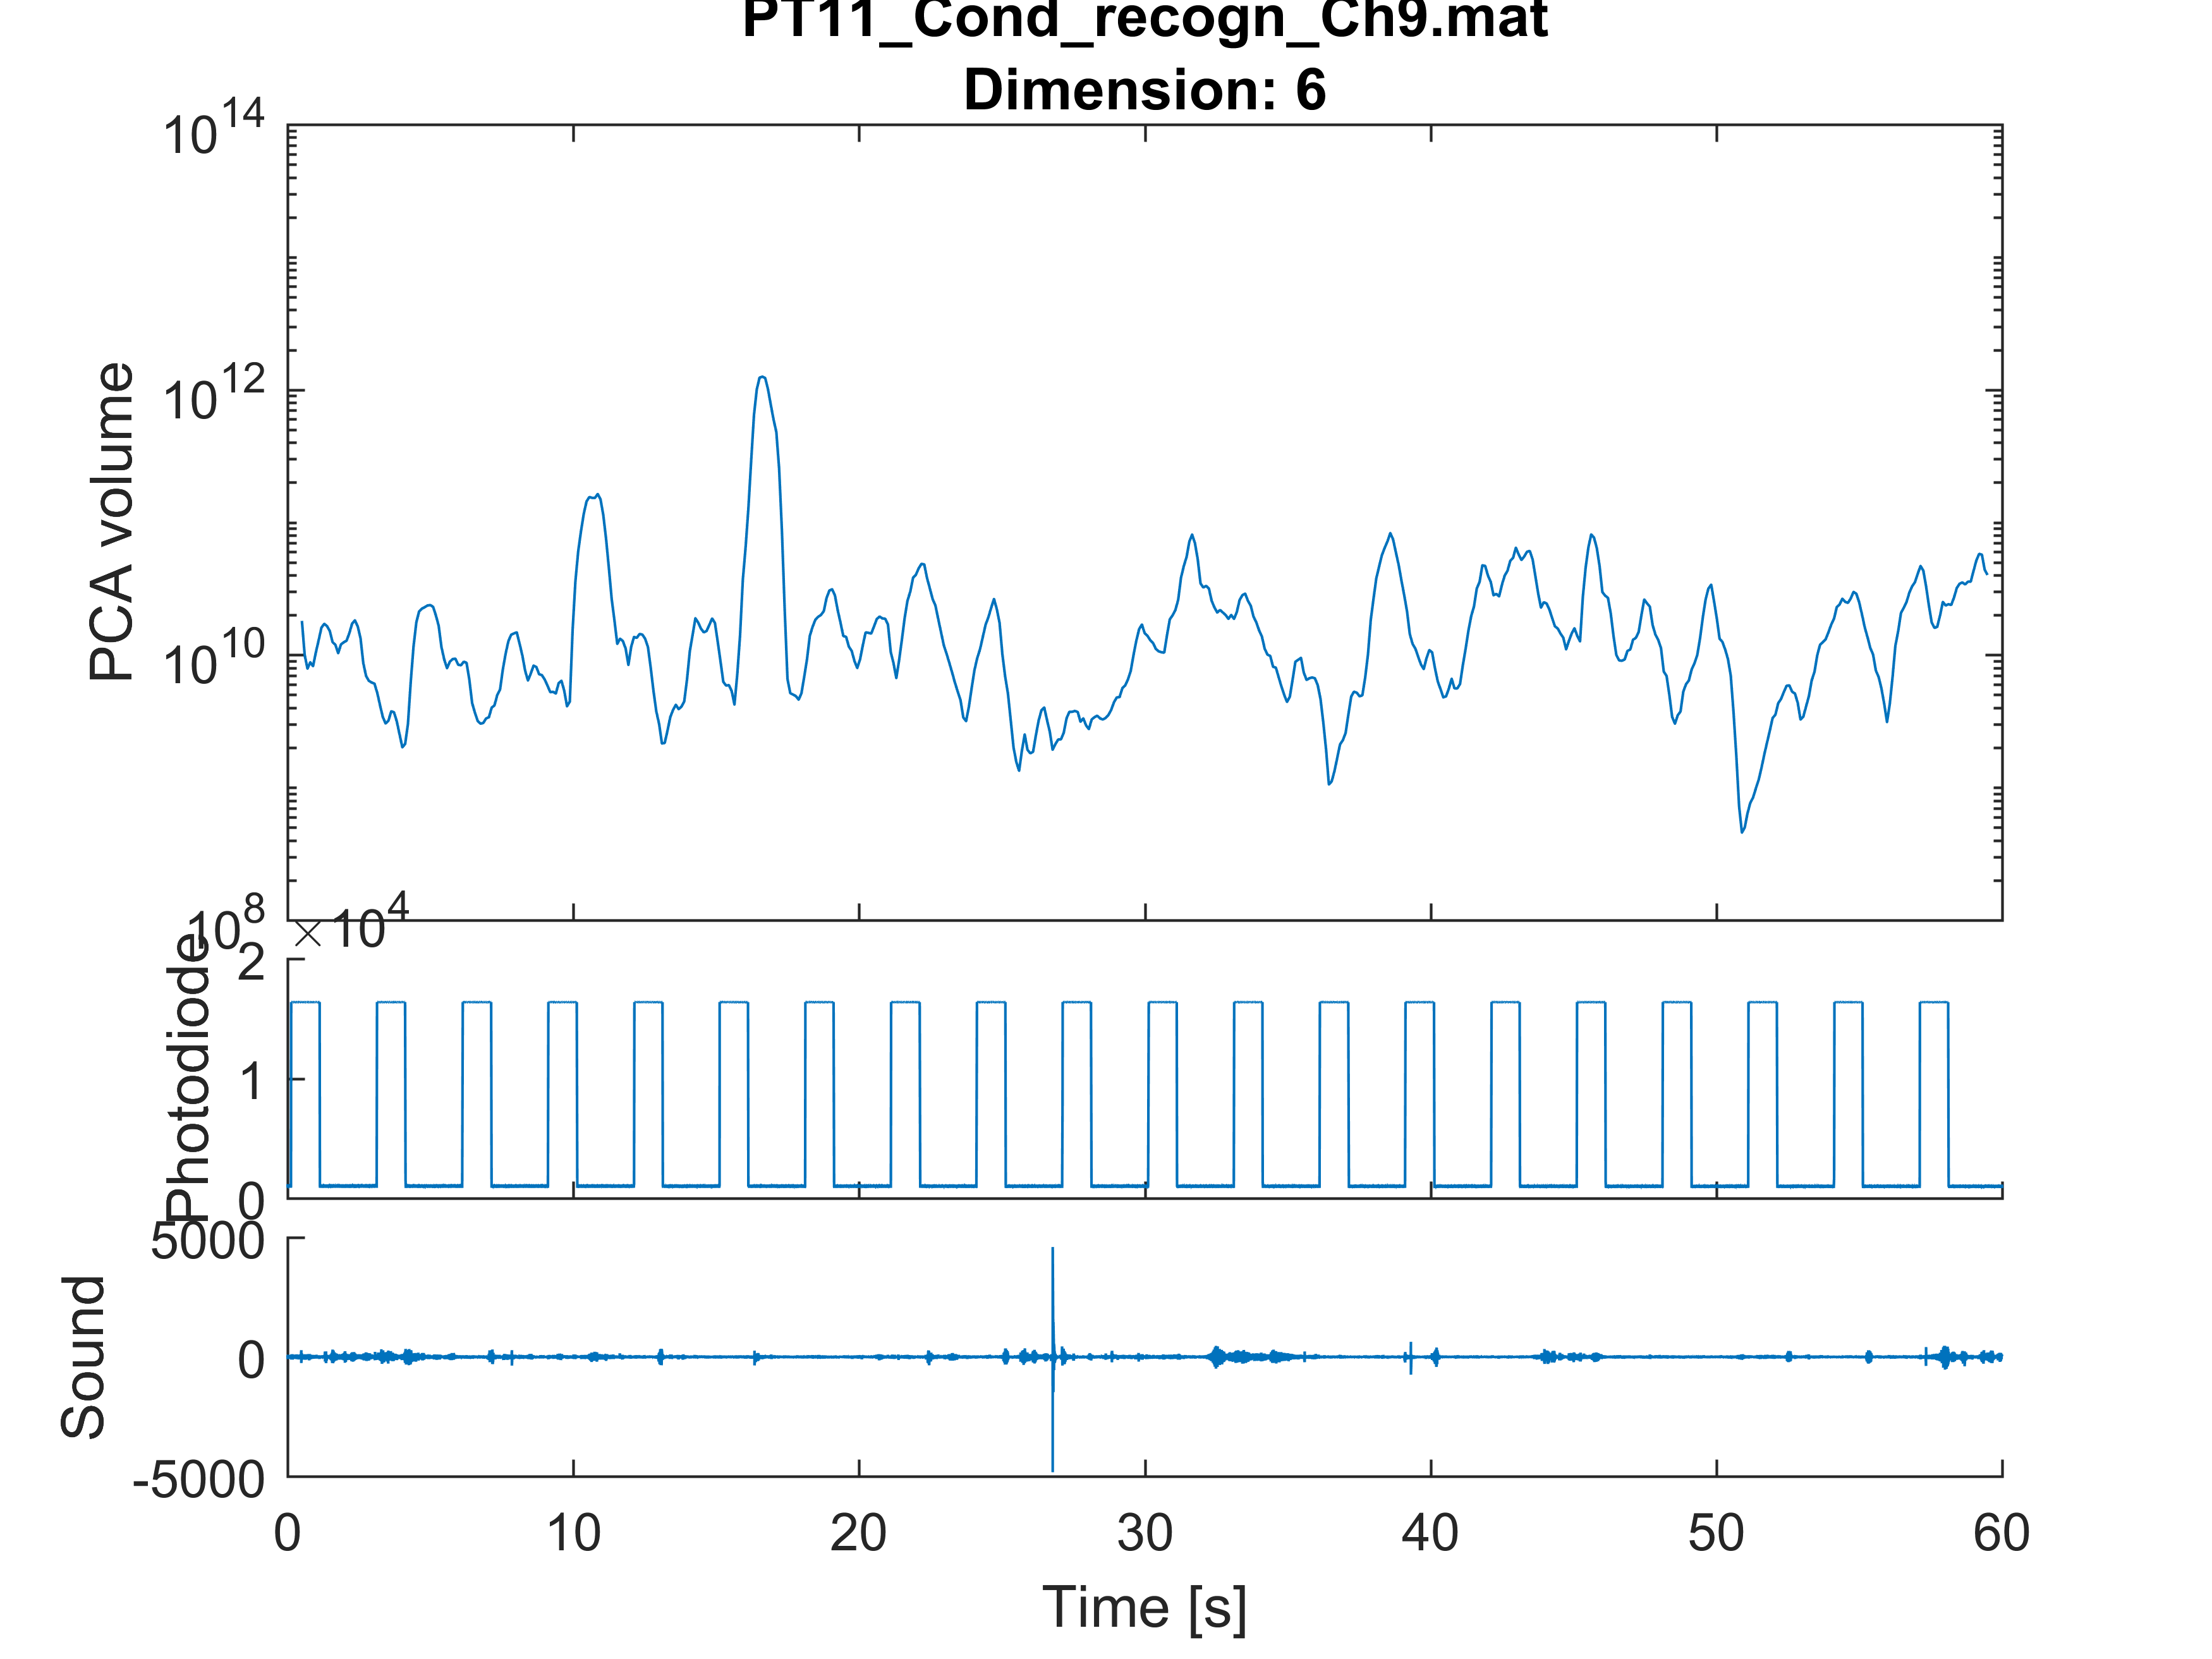 PT11_Cond_recogn_Ch9.mat
Dimension: 6
10^14
10^12
10^10
10^8
PCA volume
× 10^4
2
1
0
Photodiode
5000
0
-5000
Sound
0 10 20 30 40 50 60
Time [s]